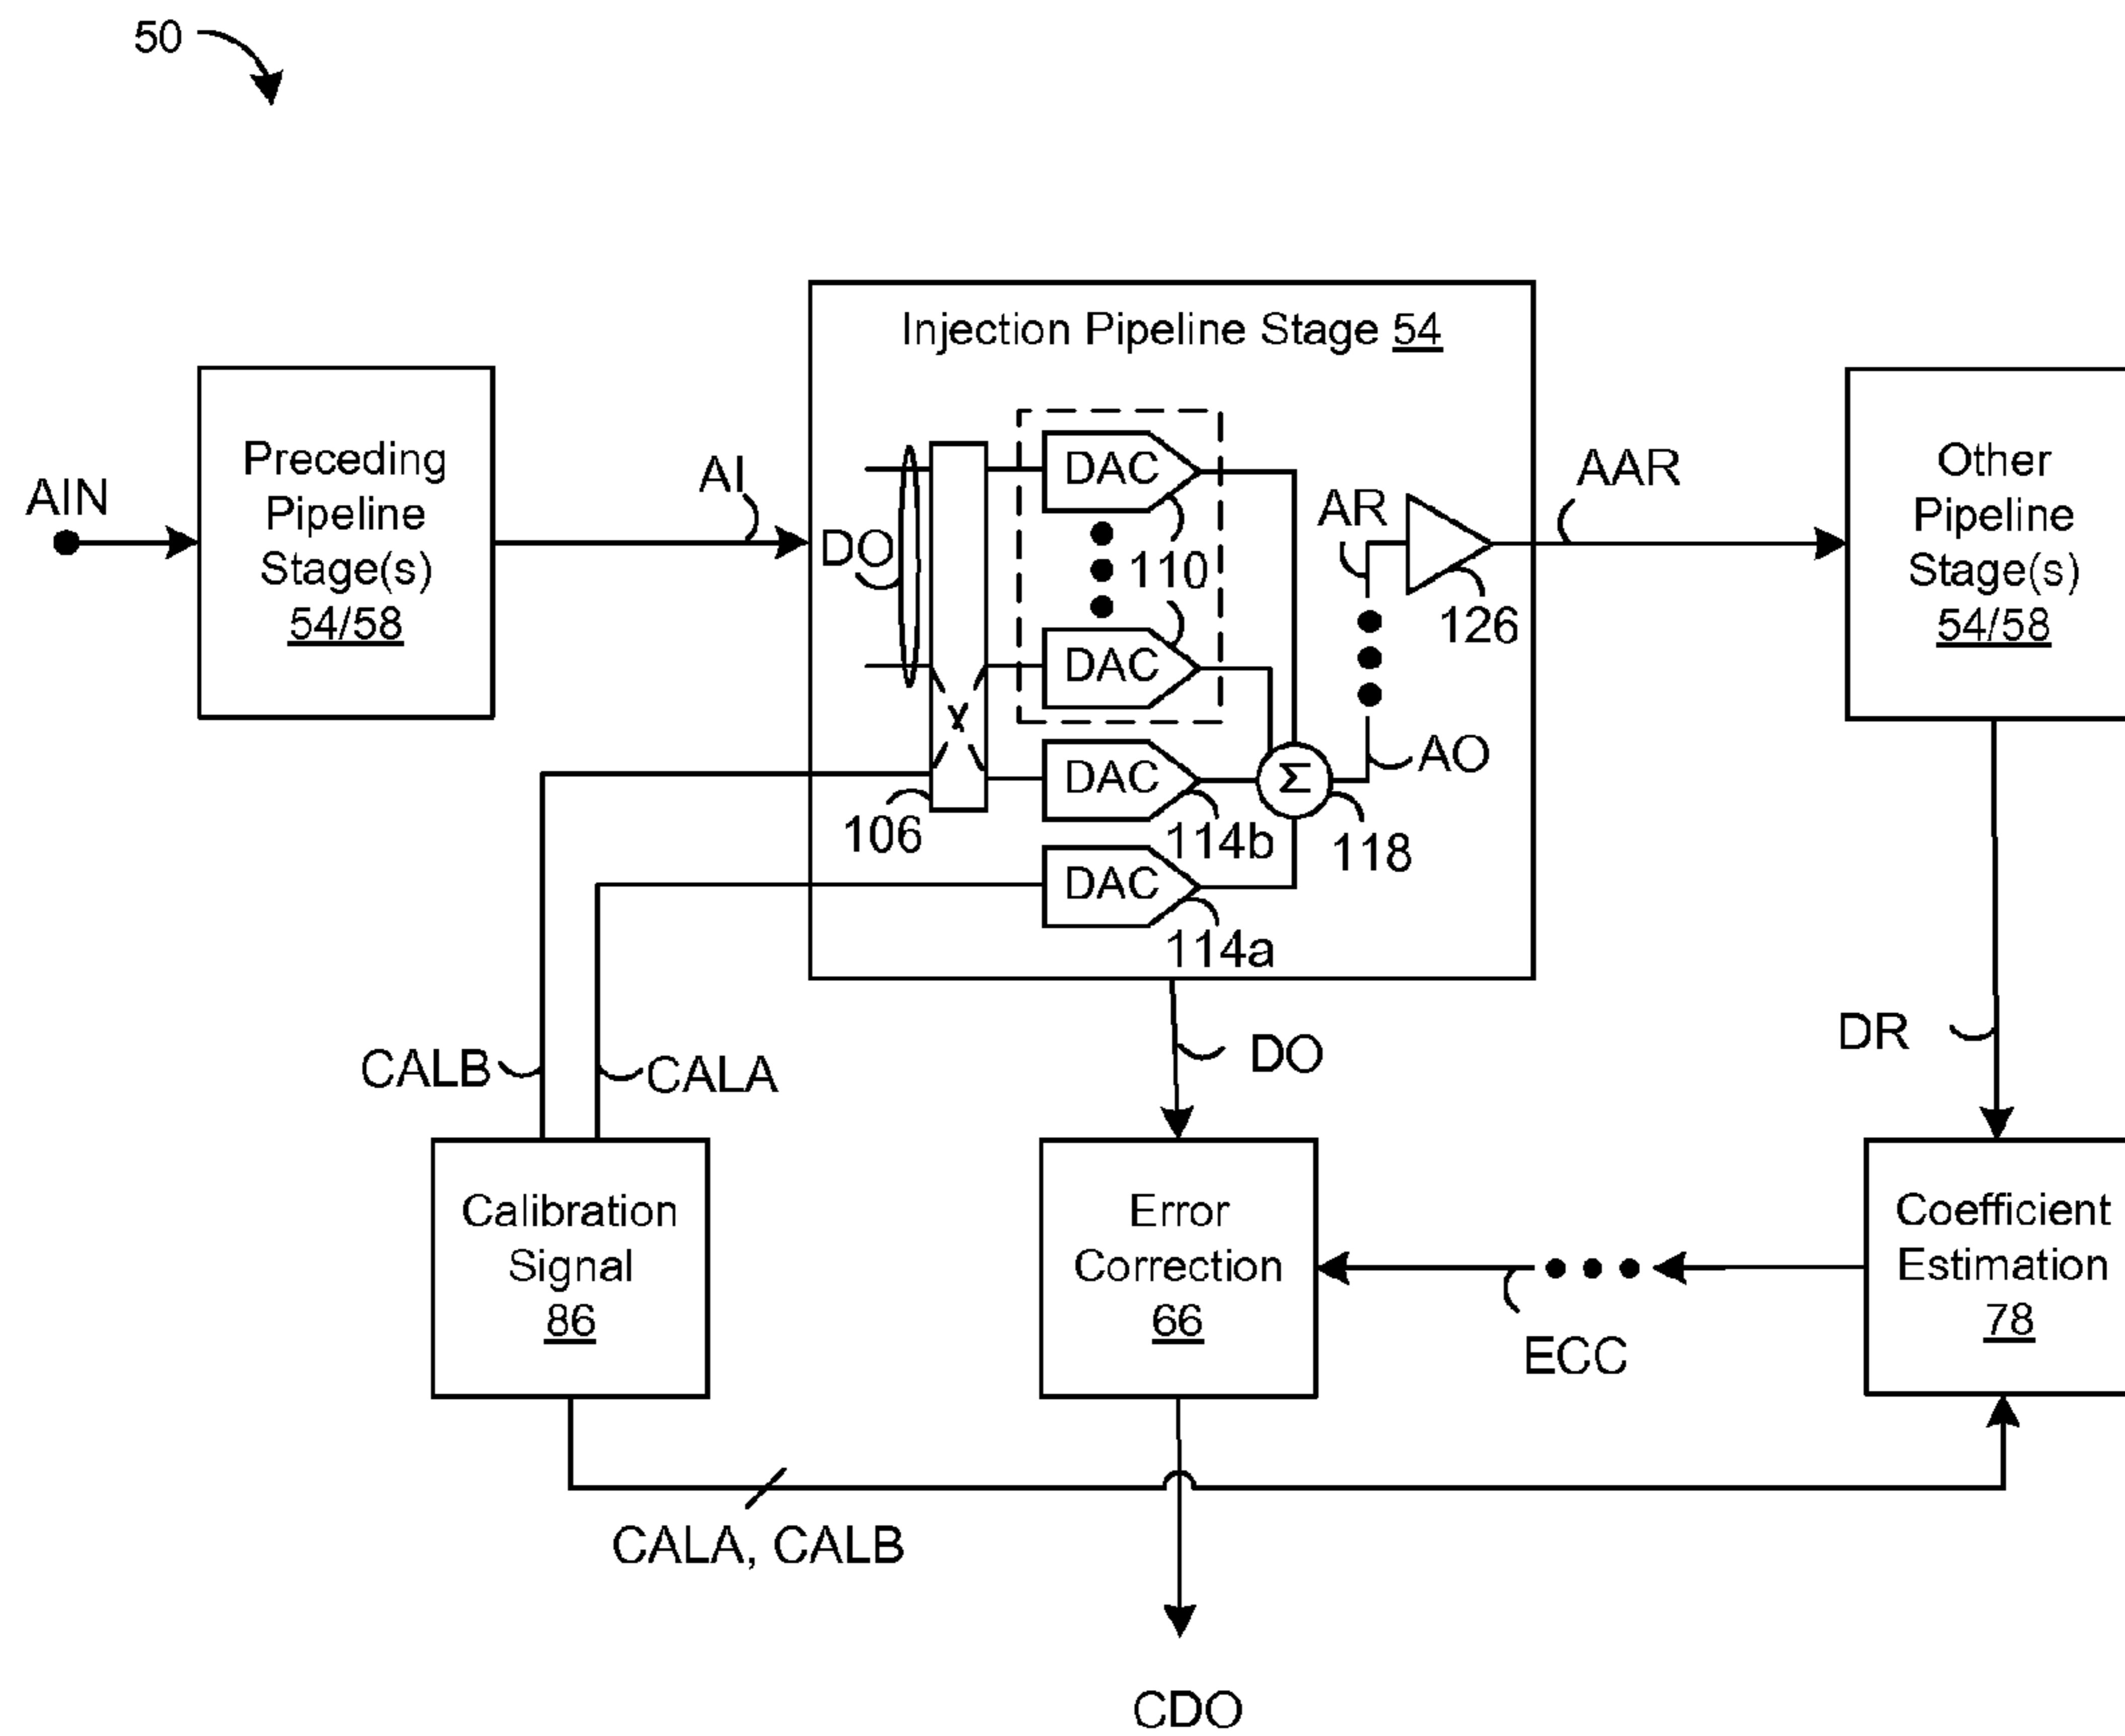 50
Injection Pipeline Stage 54
Preceding
Pipeline
Stage(s)
54/58
AIN
AI
DO
DAC
110
DAC
DAC
114b
DAC
114a
106
Σ
118
AR
AO
126
AAR
Other
Pipeline
Stage(s)
54/58
CALB
CALA
DO
DR
Calibration
Signal
86
Error
Correction
66
ECC
Coefficient
Estimation
78
CALA, CALB
CDO